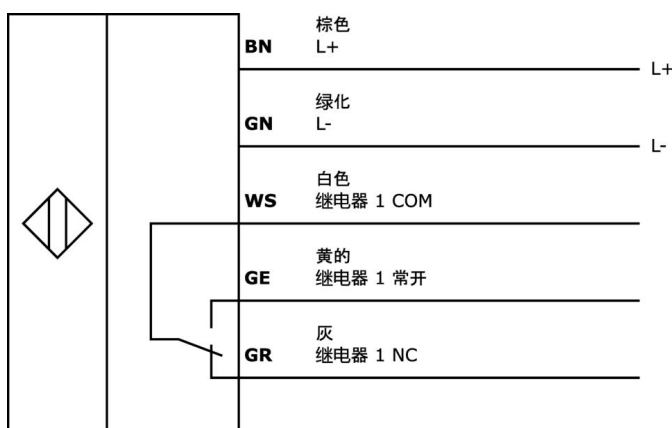 棕色
BN L+
L+
绿化
GN L-
L-
白色
WS 继电器 1 COM
黄的
GE 继电器 1 常开
灰
GR 继电器 1 NC